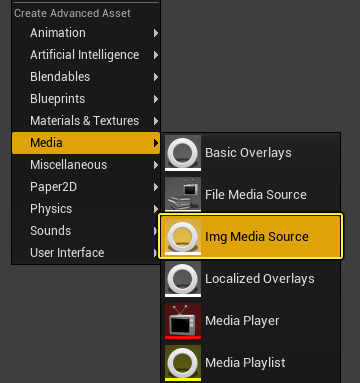 Create Advanced Asset
Animation
Artificial Intelligence
Blendables
Blueprints
Materials & Textures
Media
Miscellaneous
Paper2D
Physics
Sounds
User Interface
Basic Overlays
File Media Source
Img Media Source
Localized Overlays
Media Player
Media Playlist